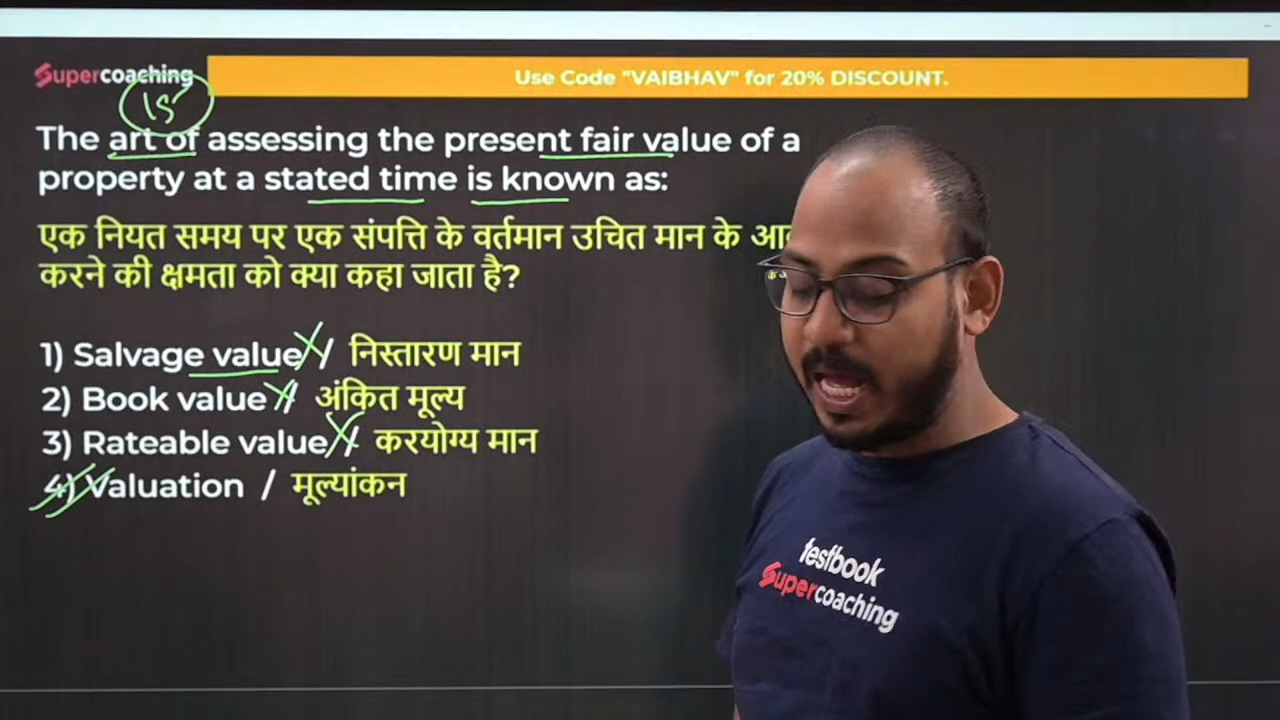 Supercoaching
Use Code "VAIBHAV" for 20% DISCOUNT.
15
The art of assessing the present fair value of a
property at a stated time is known as:
एक नियत समय पर एक संपत्ति के वर्तमान उचित मान के
करने की क्षमता को क्या कहा जाता है?
1) Salvage value / निस्तारण मान
2) Book value / अंकित मूल्य
3) Rateable value / करयोग्य मान
4) Valuation / मूल्यांकन
testbook
Supercoaching